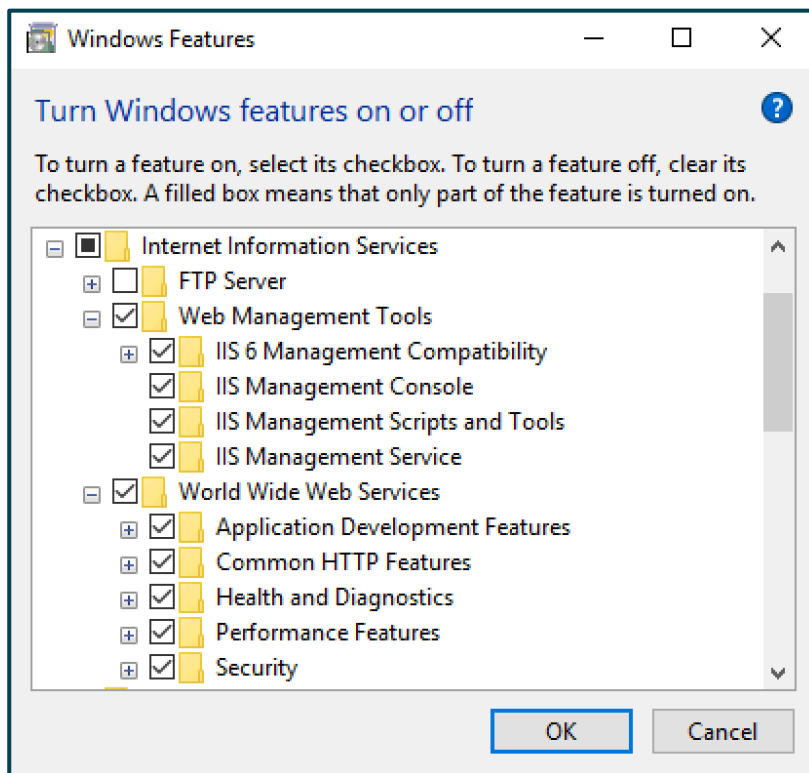 Windows Features
Turn Windows features on or off
?
To turn a feature on, select its checkbox. To turn a feature off, clear its
checkbox. A filled box means that only part of the feature is turned on.
Internet Information Services
FTP Server
Web Management Tools
IIS 6 Management Compatibility
IIS Management Console
IIS Management Scripts and Tools
IIS Management Service
World Wide Web Services
Application Development Features
Common HTTP Features
Health and Diagnostics
Performance Features
Security
OK
Cancel